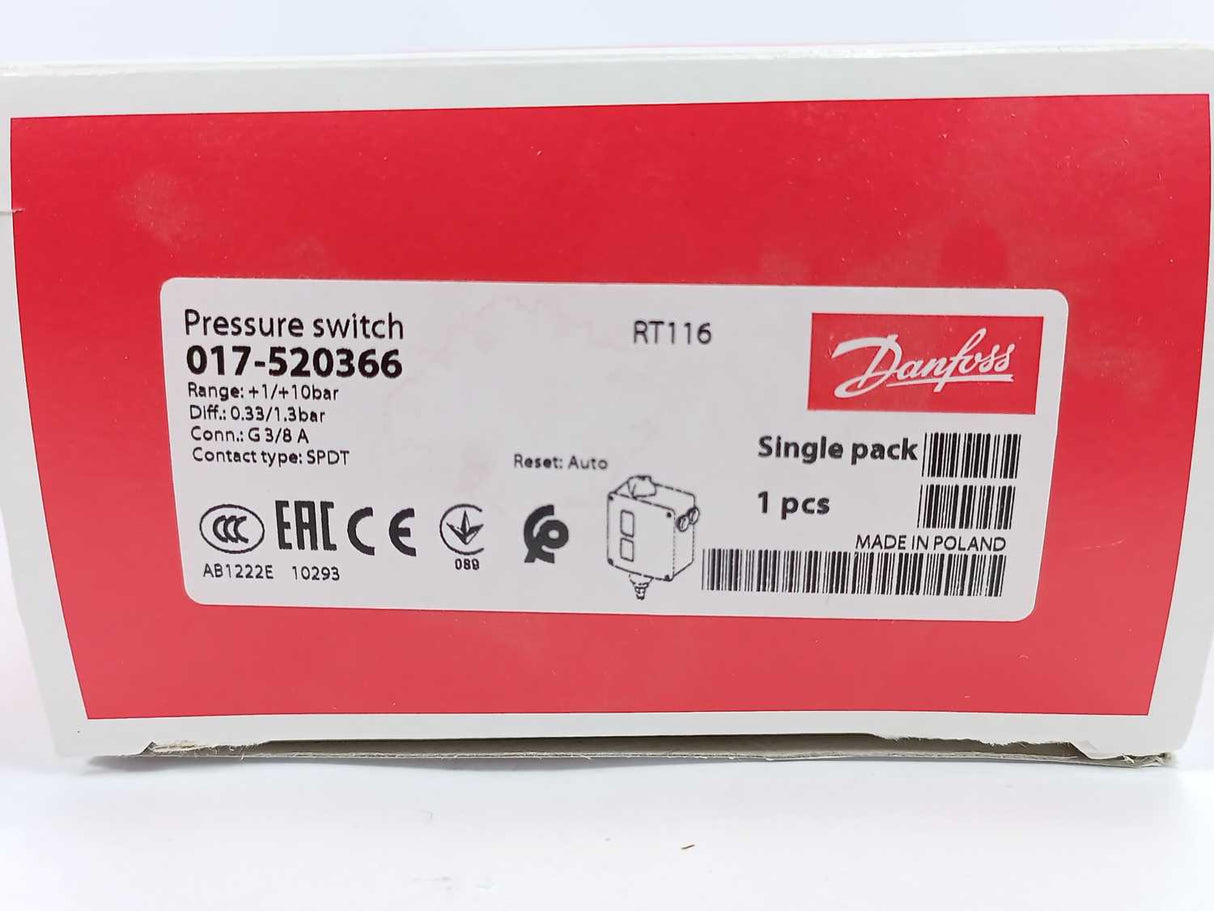 Pressure switch
RT116
017-520366
Range: +1/+10bar
Diff.: 0.33/1.3bar
Conn.: G 3/8 A
Contact type: SPDT
Reset: Auto
Danfoss
Single pack
1 pcs
MADE IN POLAND
CCC EAC CE
089
AB1222E 10293